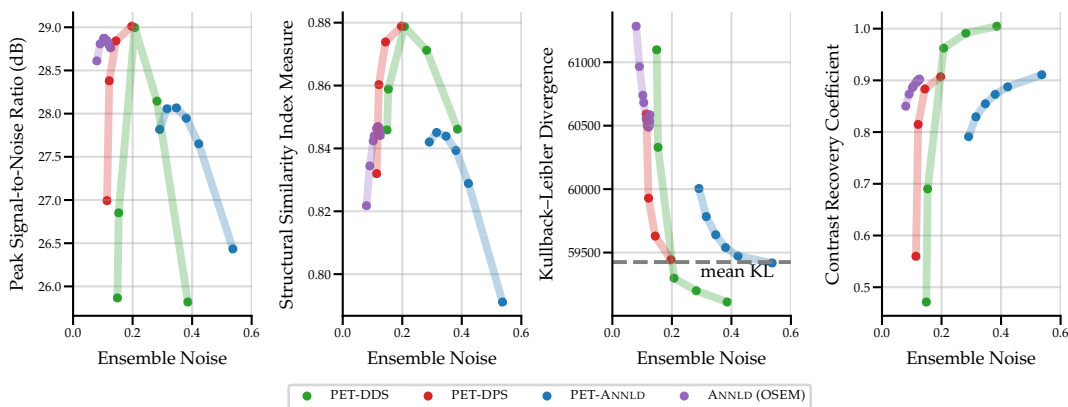 Peak Signal-to-Noise Ratio (dB)
29.0
28.5
28.0
27.5
27.0
26.5
26.0
0.0 0.2 0.4 0.6
Ensemble Noise
Structural Similarity Index Measure
0.88
0.86
0.84
0.82
0.80
0.0 0.2 0.4 0.6
Ensemble Noise
Kullback–Leibler Divergence
61000
60500
60000
59500
mean KL
0.0 0.2 0.4 0.6
Ensemble Noise
Contrast Recovery Coefficient
1.0
0.9
0.8
0.7
0.6
0.5
0.0 0.2 0.4 0.6
Ensemble Noise
PET-DDS PET-DPS PET-ANNLD ANNLD (OSEM)